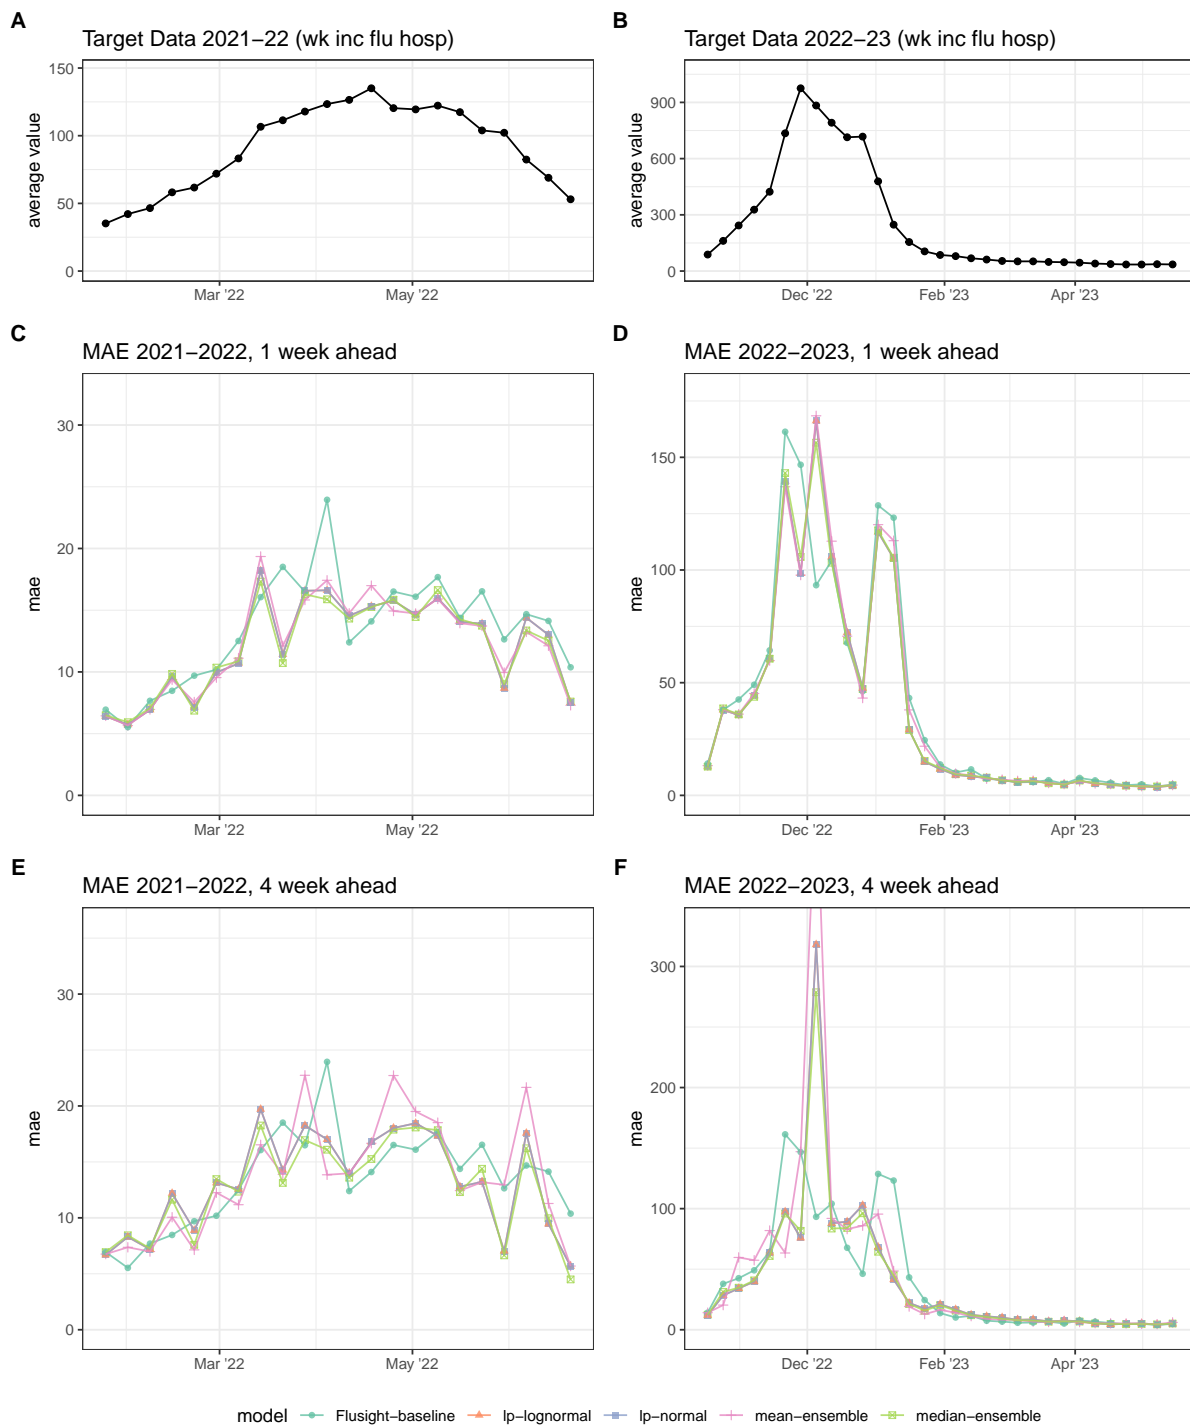 A
Target Data 2021−22 (wk inc flu hosp)
150
100
50
0
average value
Mar '22
May '22
B
Target Data 2022−23 (wk inc flu hosp)
900
600
300
0
average value
Dec '22
Feb '23
Apr '23
C
MAE 2021−2022, 1 week ahead
30
20
10
0
mae
Mar '22
May '22
D
MAE 2022−2023, 1 week ahead
150
100
50
0
mae
Dec '22
Feb '23
Apr '23
E
MAE 2021−2022, 4 week ahead
30
20
10
0
mae
Mar '22
May '22
F
MAE 2022−2023, 4 week ahead
300
200
100
0
mae
Dec '22
Feb '23
Apr '23
model Flusight−baseline lp−lognormal lp−normal mean−ensemble median−ensemble